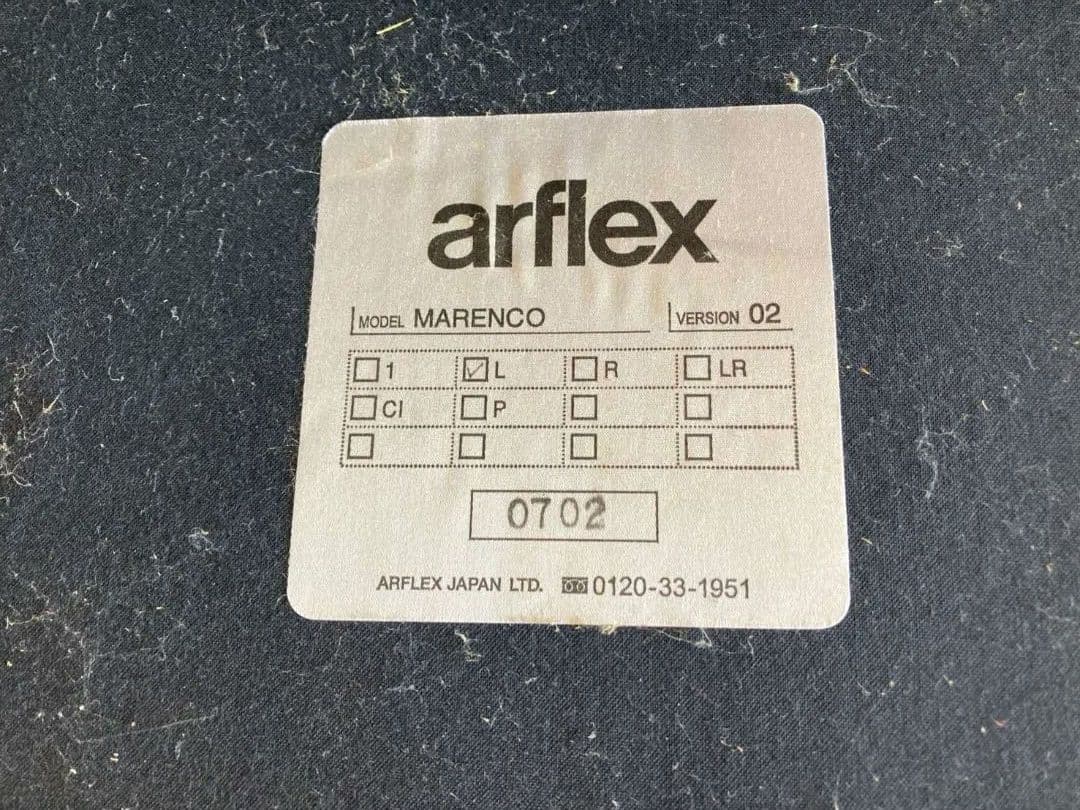 arflex
MODEL MARENCO VERSION 02
☐ 1 ☑ L ☐ R ☐ LR
☐ CI ☐ P ☐ ☐
☐ ☐ ☐ ☐
0702
ARFLEX JAPAN LTD. 0120-33-1951